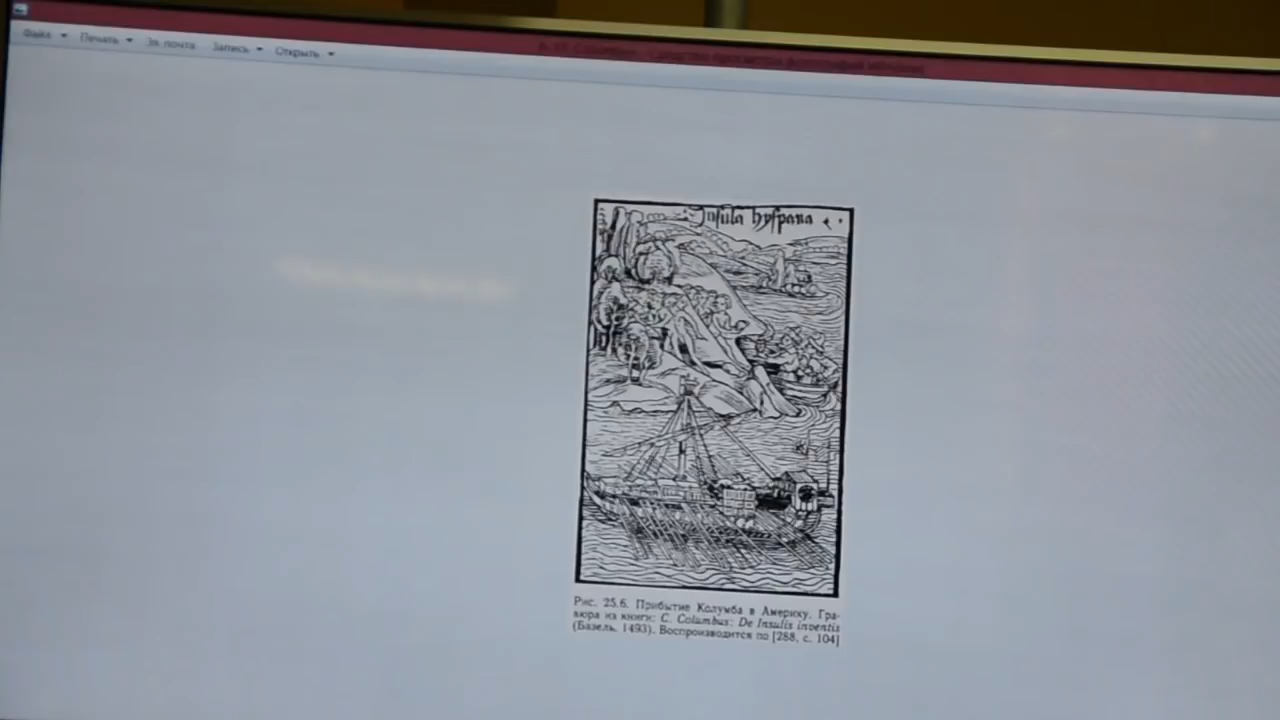 Файл Печать Эл. почта Запись Открыть
Insula hyspana
Рис. 25.6. Прибытие Колумба в Америку. Гра-
вюра из книги: C. Columbus: De Insulis inventis
(Базель, 1493). Воспроизводится по [288, с. 104]